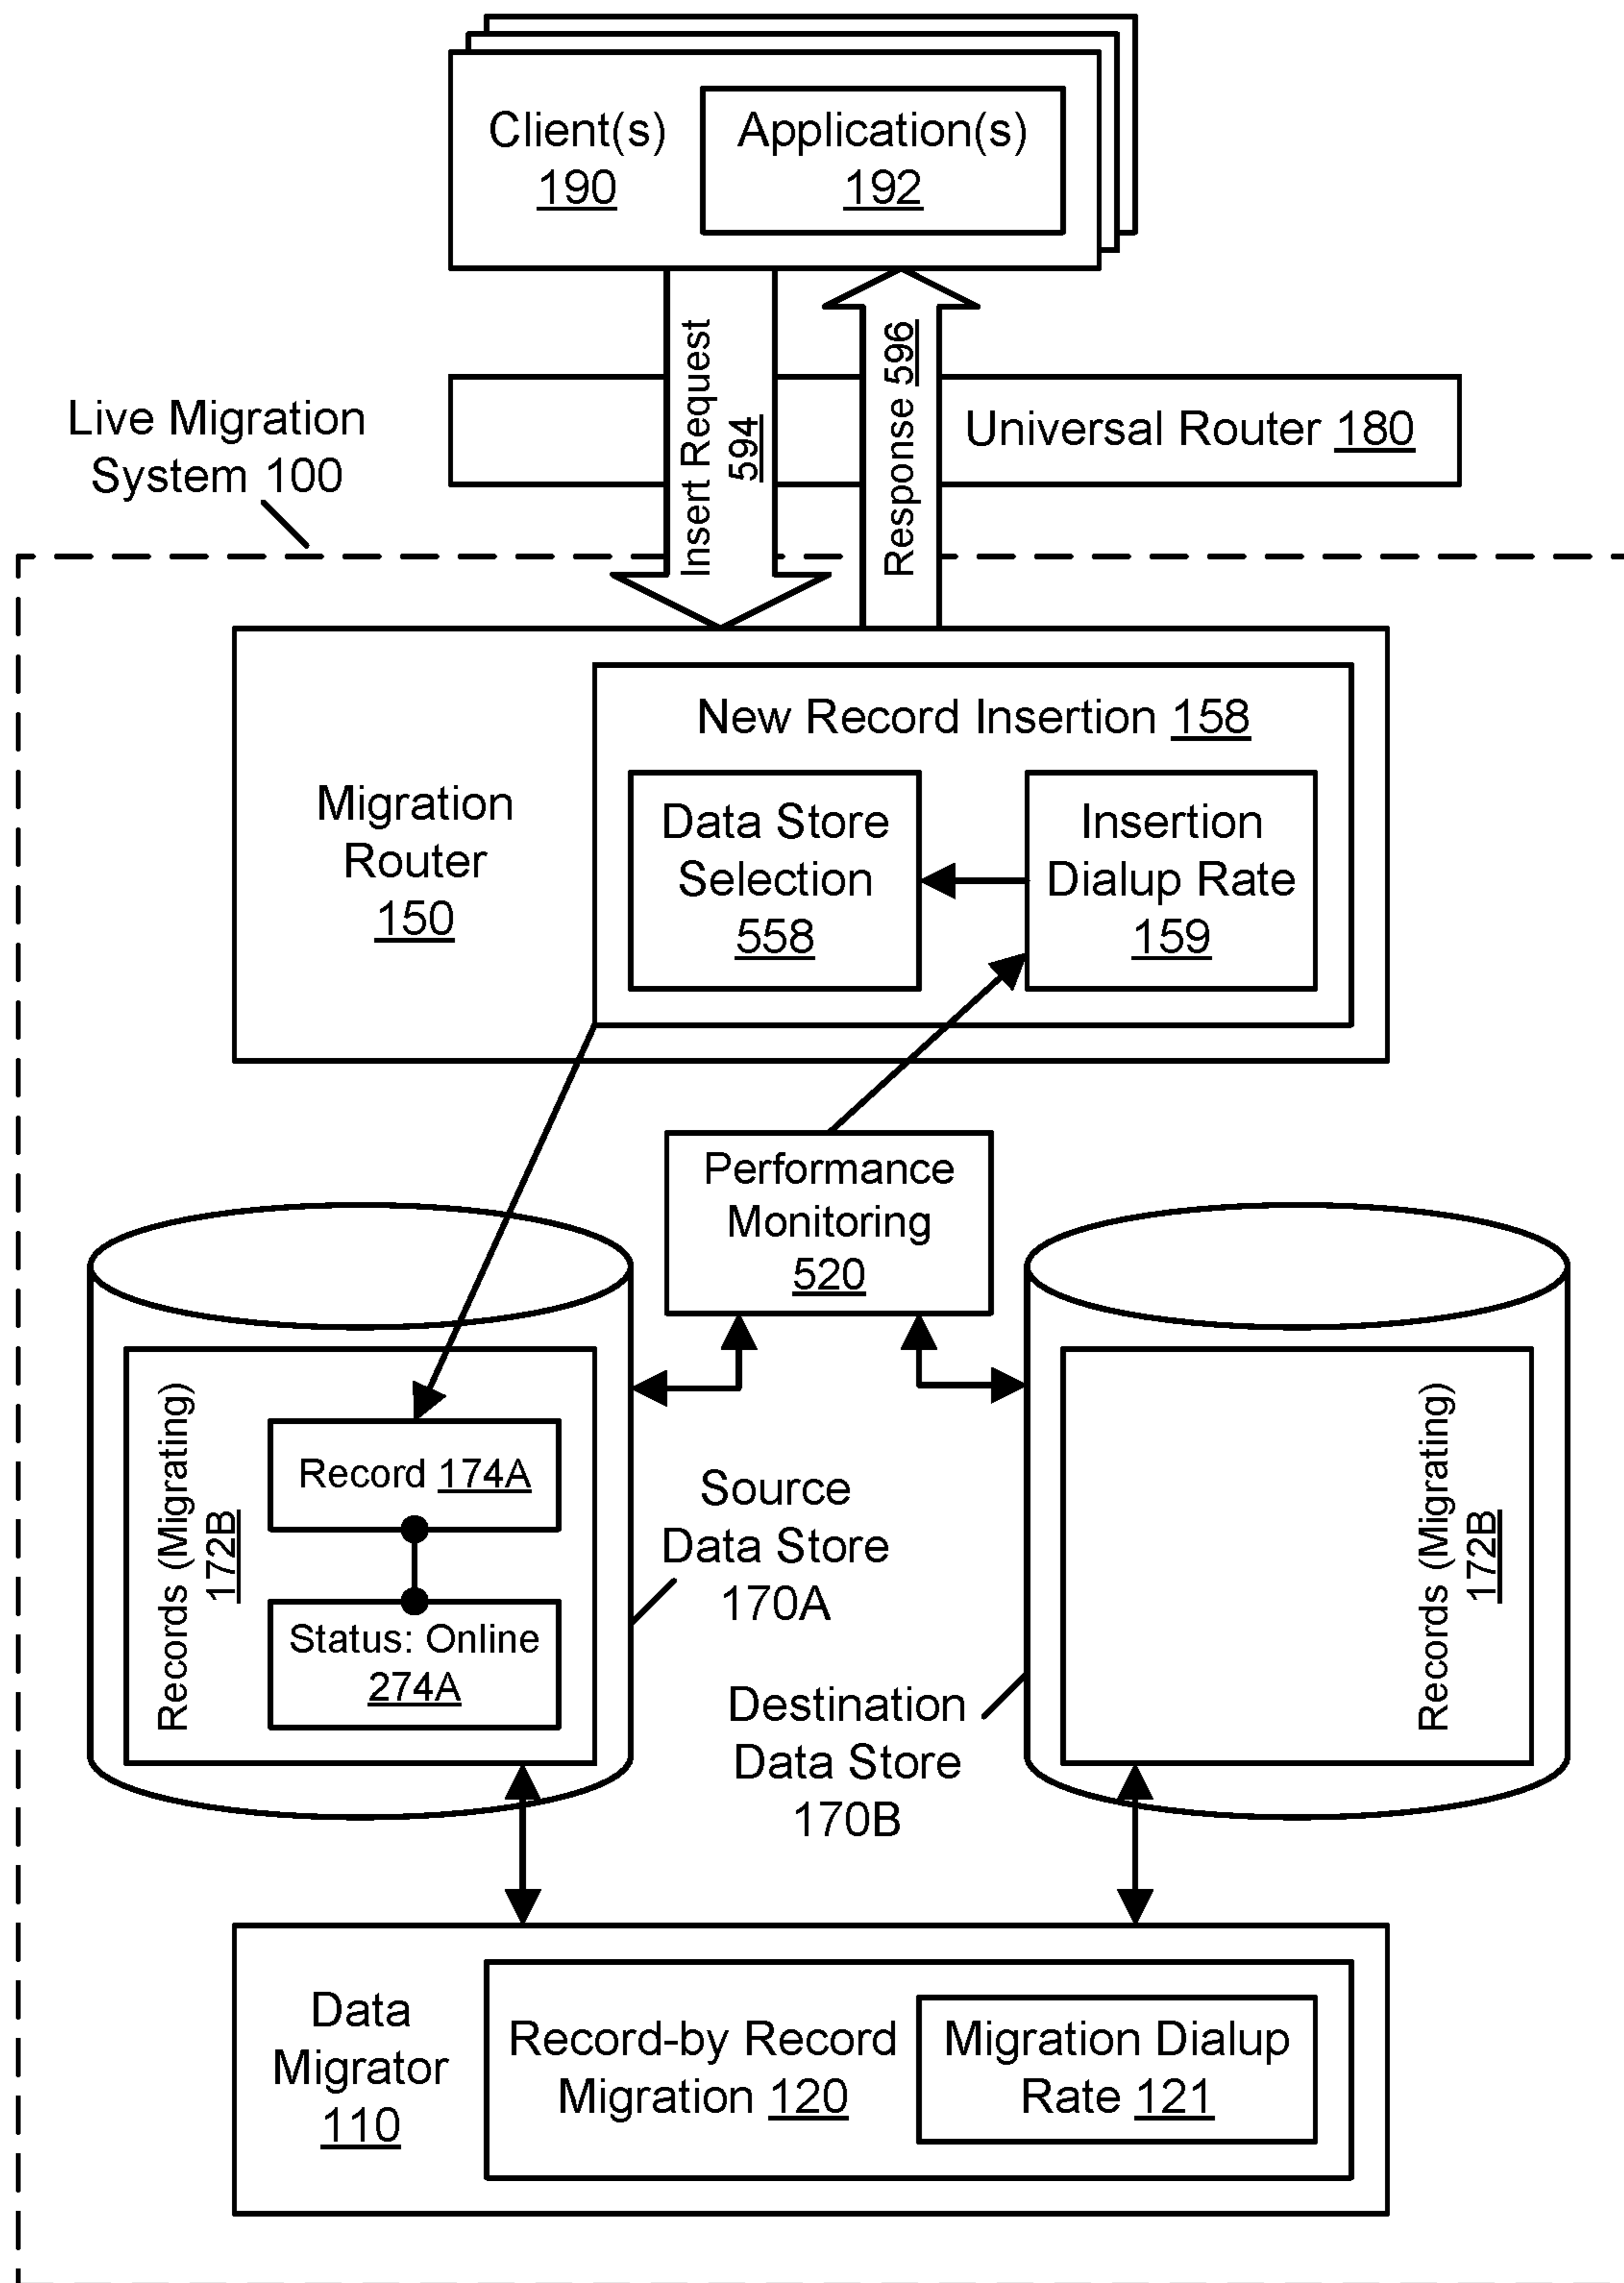 Client(s)
190
Application(s)
192
Insert Request
594
Response 596
Universal Router 180
Live Migration
System 100
New Record Insertion 158
Migration
Router
150
Data Store
Selection
558
Insertion
Dialup Rate
159
Performance
Monitoring
520
Records (Migrating)
172B
Record 174A
Status: Online
274A
Source
Data Store
170A
Destination
Data Store
170B
Records (Migrating)
172B
Data
Migrator
110
Record-by Record
Migration 120
Migration Dialup
Rate 121